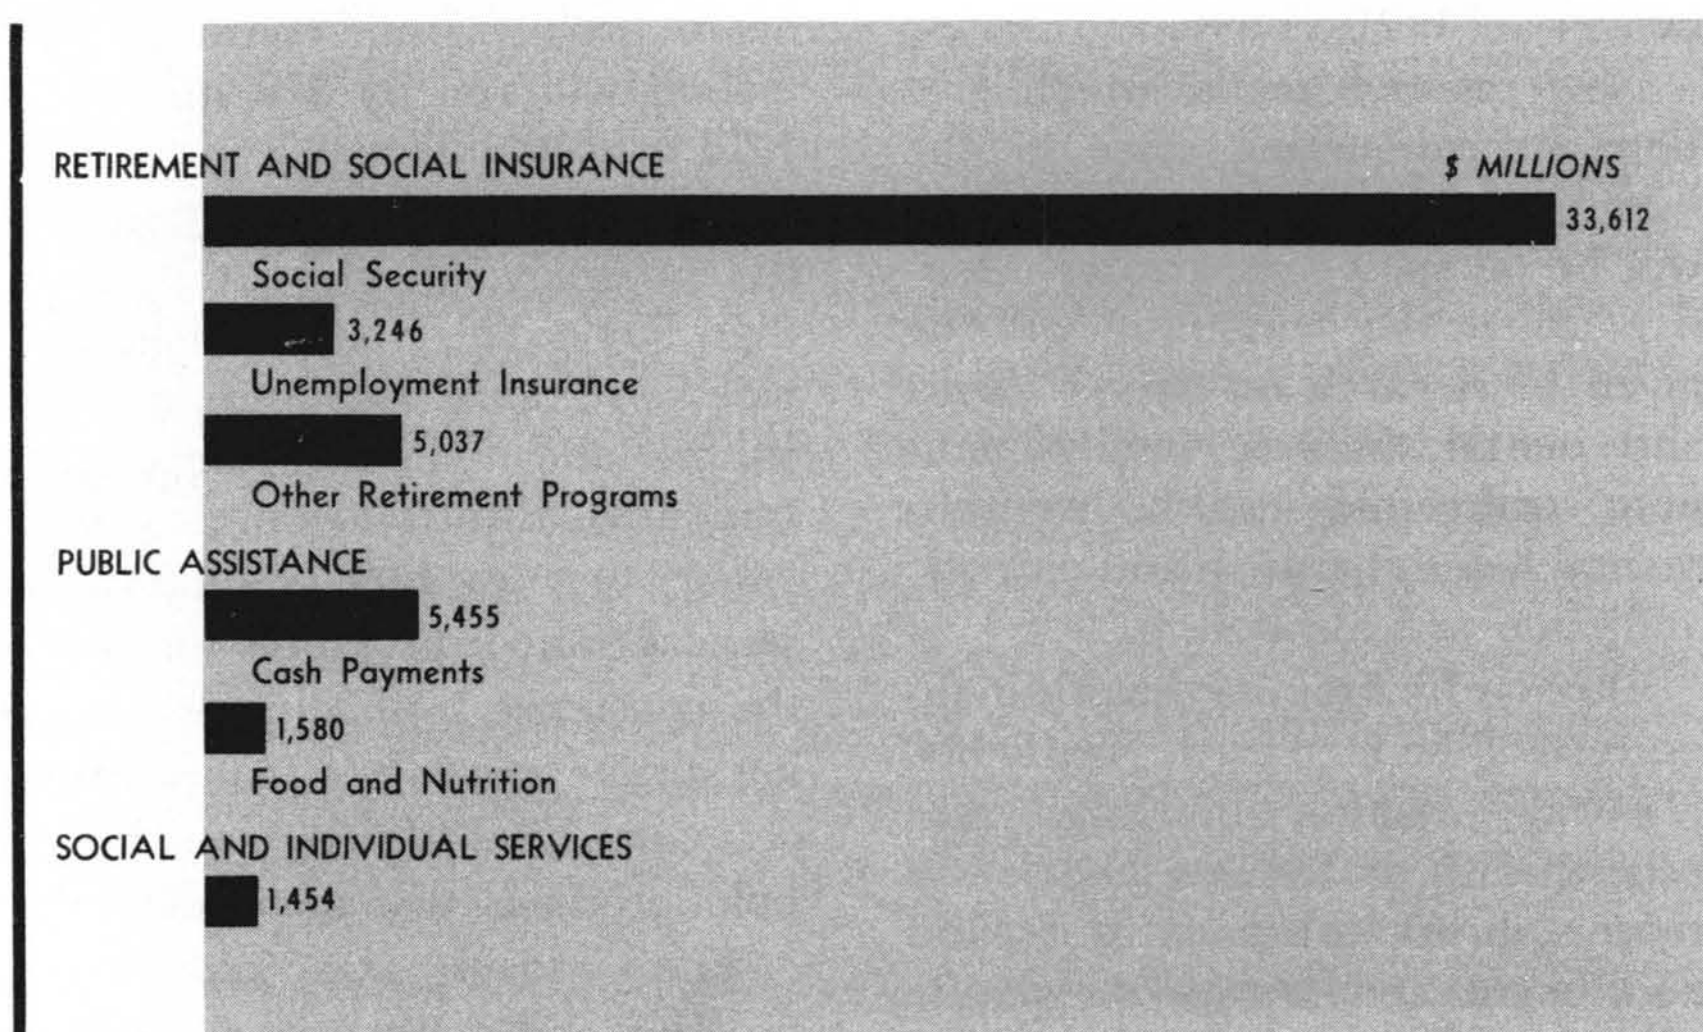 RETIREMENT AND SOCIAL INSURANCE $ MILLIONS
33,612
Social Security
3,246
Unemployment Insurance
5,037
Other Retirement Programs
PUBLIC ASSISTANCE
5,455
Cash Payments
1,580
Food and Nutrition
SOCIAL AND INDIVIDUAL SERVICES
1,454